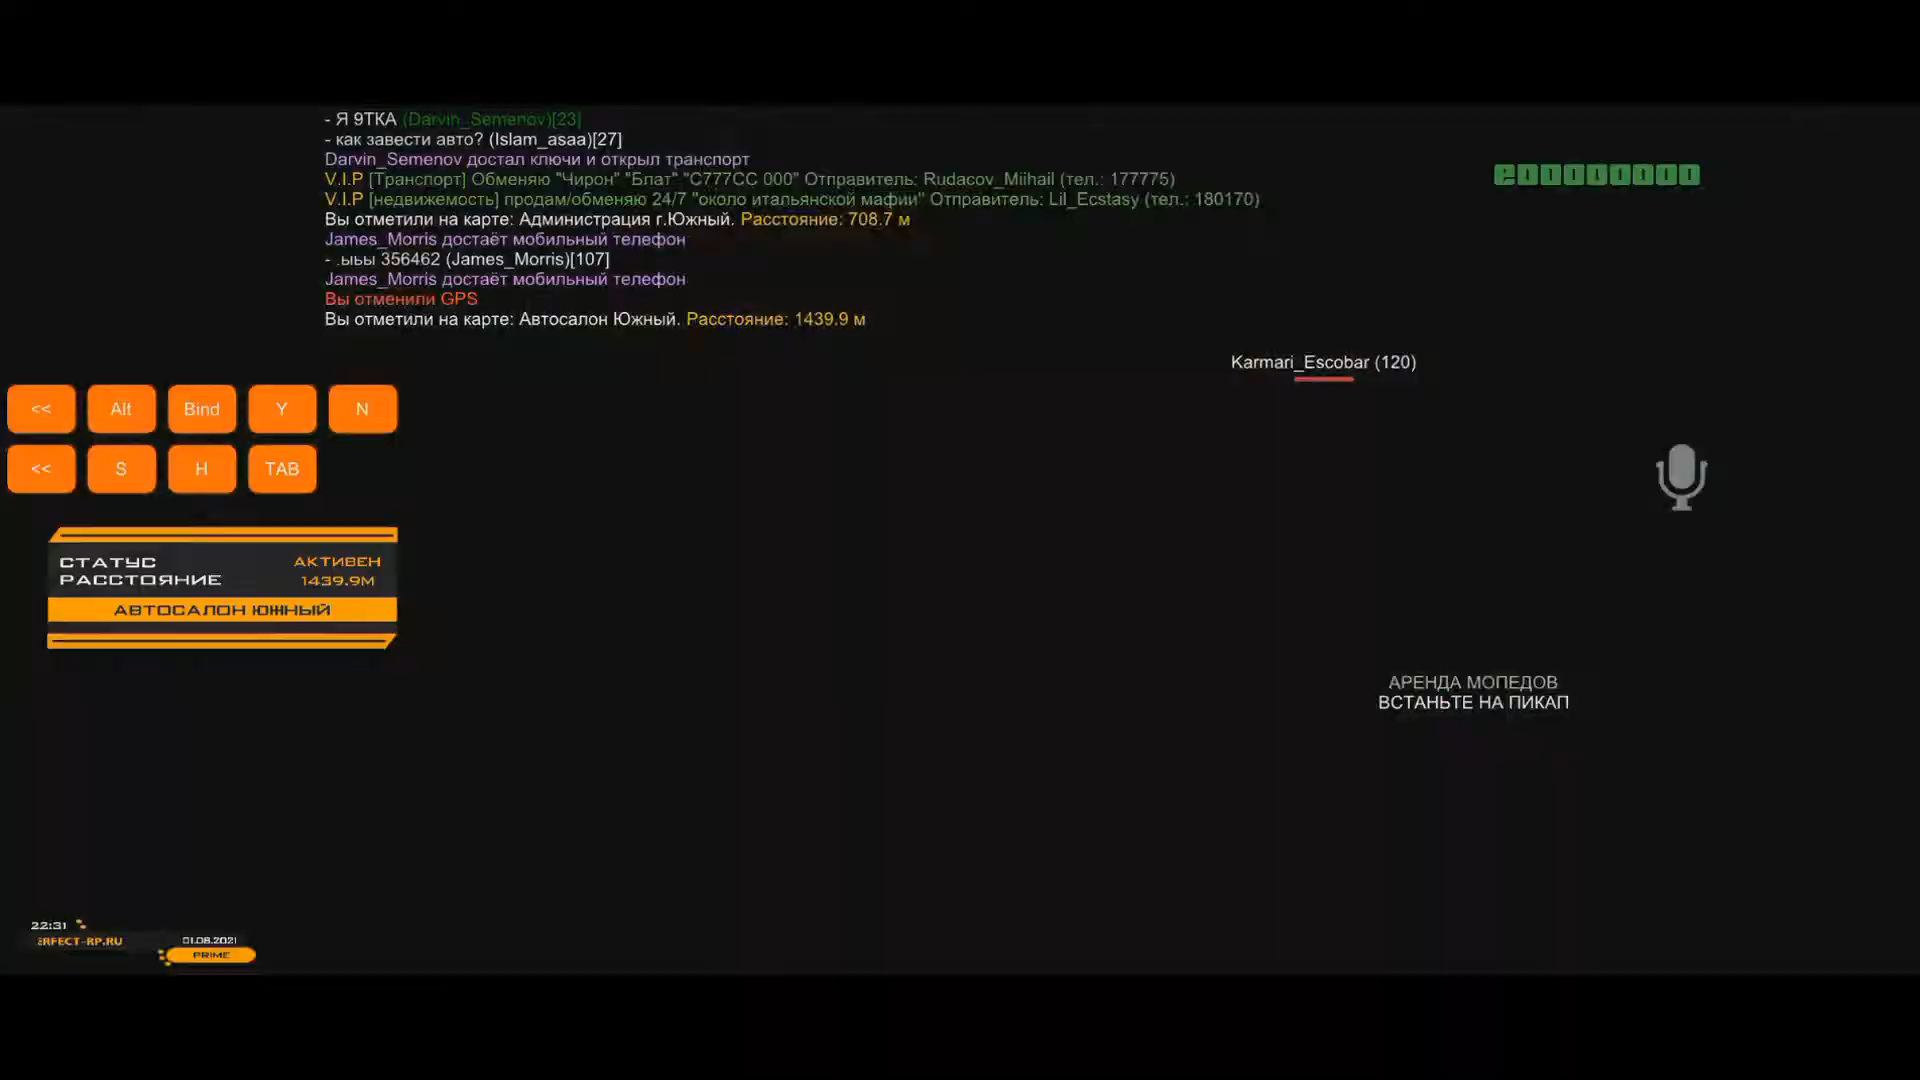 - Я 9ТКА (Darvin_Semenov)[23]
- как завести авто? (Islam_asaa)[27]
Darvin_Semenov достал ключи и открыл транспорт
V.I.P [Транспорт] Обменяю "Чирон" "Блат" "С777СС 000" Отправитель: Rudacov_Miihail (тел.: 177775)
V.I.P [недвижемость] продам/обменяю 24/7 "около итальянской мафии" Отправитель: Lil_Ecstasy (тел.: 180170)
Вы отметили на карте: Администрация г.Южный. Расстояние: 708.7 м
James_Morris достаёт мобильный телефон
- .ыыы 356462 (James_Morris)[107]
James_Morris достаёт мобильный телефон
Вы отменили GPS
Вы отметили на карте: Автосалон Южный. Расстояние: 1439.9 м
Karmari_Escobar (120)
<< Alt Bind Y N
<< S H TAB
СТАТУС АКТИВЕН
РАССТОЯНИЕ 1439.9М
АВТОСАЛОН ЮЖНЫЙ
АРЕНДА МОПЕДОВ
ВСТАНЬТЕ НА ПИКАП
22:31
ERFECT-RP.RU
01.08.2021
PRIME